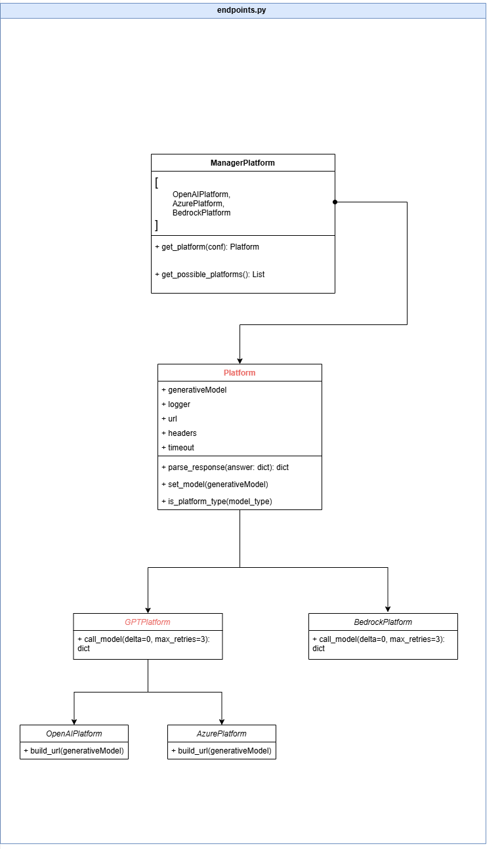 endpoints.py
ManagerPlatform
[
OpenAIPlatform,
AzurePlatform,
BedrockPlatform
]
+ get_platform(conf): Platform
+ get_possible_platforms(): List
Platform
+ generativeModel
+ logger
+ url
+ headers
+ timeout
+ parse_response(answer: dict): dict
+ set_model(generativeModel)
+ is_platform_type(model_type)
GPTPlatform
+ call_model(delta=0, max_retries=3):
dict
BedrockPlatform
+ call_model(delta=0, max_retries=3):
dict
OpenAIPlatform
+ build_url(generativeModel)
AzurePlatform
+ build_url(generativeModel)